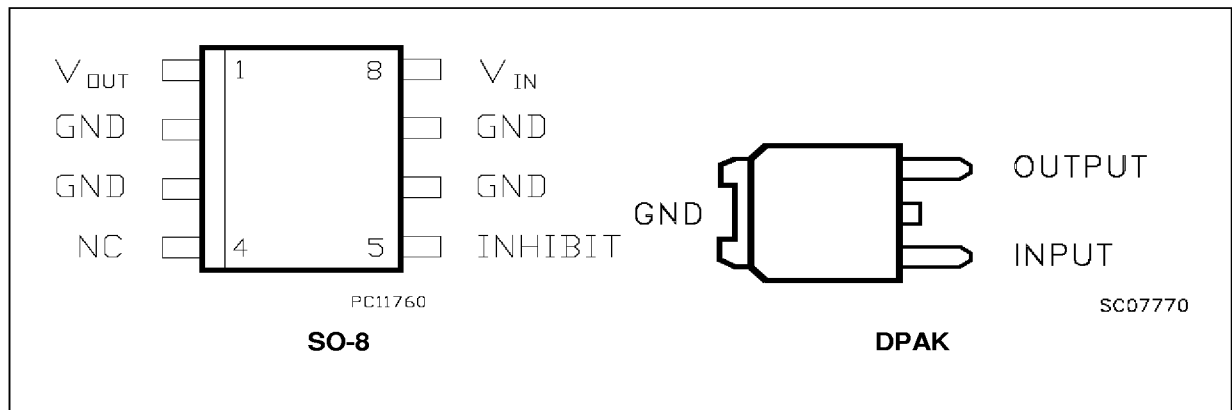 V OUT 1 8 V IN
GND GND
GND GND
NC 4 5 INHIBIT
PC11760
SO-8
OUTPUT
GND
INPUT
SC07770
DPAK